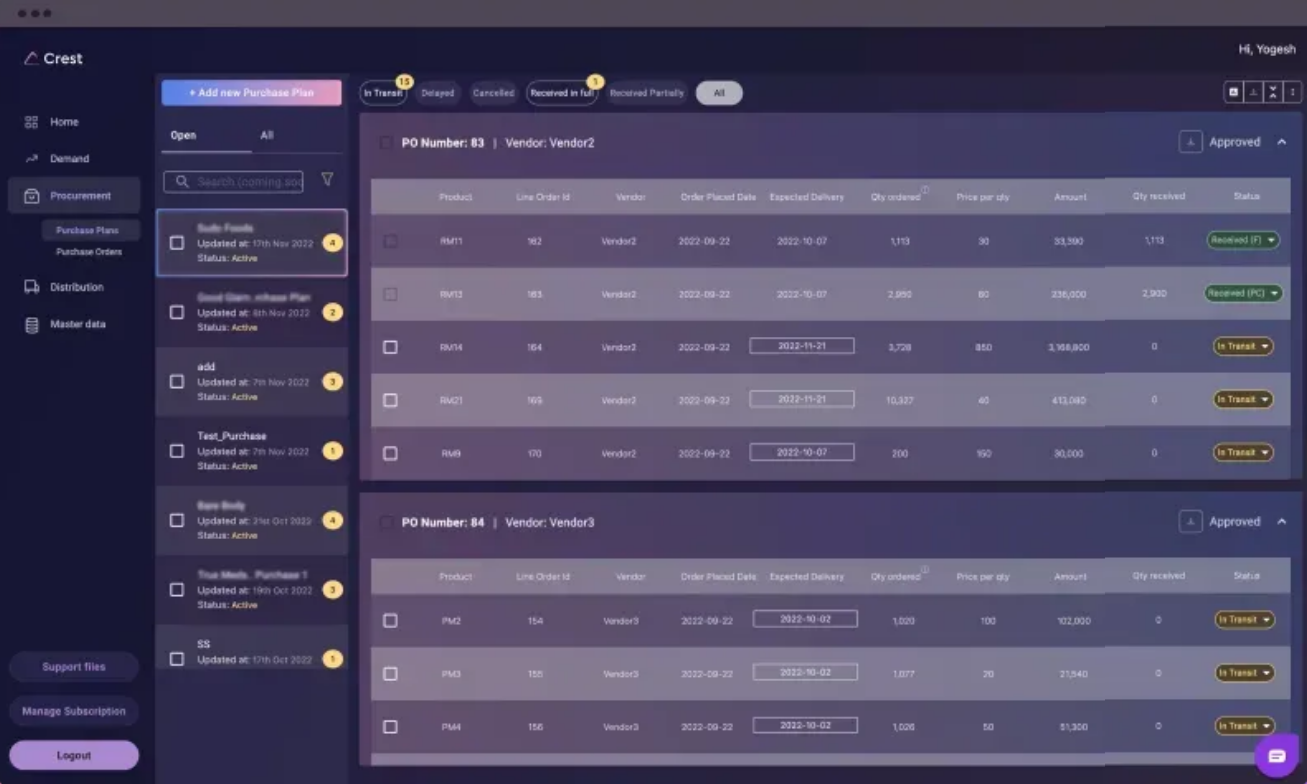 Crest
Hi, Yogesh
Home
Demand
Procurement
Purchase Plans
Purchase Orders
Distribution
Master data
Support files
Manage Subscription
Logout
+ Add new Purchase Plan
Open All
Search (coming soo
Updated at: 17th Nov 2022 4
Status: Active
Updated at: 8th Nov 2022 2
Status: Active
add
Updated at: 7th Nov 2022 3
Status: Active
Test_Purchase
Updated at: 7th Nov 2022 1
Status: Active
Updated at: 21st Oct 2022 4
Status: Active
Updated at: 19th Oct 2022 3
Status: Active
SS
Updated at: 17th Oct 2022 1
In Transit 15 Delayed Cancelled Received in full 1 Received Partially All
PO Number: 83 | Vendor: Vendor2 Approved
Product Line Order Id Vendor Order Placed Date Expected Delivery Qty ordered Price per qty Amount Qty received Status
RM11 162 Vendor2 2022-09-22 2022-10-07 1,113 30 33,390 1,113 Received (F)
RM13 163 Vendor2 2022-09-22 2022-10-07 2,950 80 236,000 2,900 Received (PC)
RM14 164 Vendor2 2022-09-22 2022-11-21 3,728 850 3,168,800 0 In Transit
RM21 169 Vendor2 2022-09-22 2022-11-21 10,327 40 413,080 0 In Transit
RM9 170 Vendor2 2022-09-22 2022-10-07 200 150 30,000 0 In Transit
PO Number: 84 | Vendor: Vendor3 Approved
Product Line Order Id Vendor Order Placed Date Expected Delivery Qty ordered Price per qty Amount Qty received Status
PM2 154 Vendor3 2022-09-22 2022-10-02 1,020 100 102,000 0 In Transit
PM3 155 Vendor3 2022-09-22 2022-10-02 1,077 20 21,540 0 In Transit
PM4 156 Vendor3 2022-09-22 2022-10-02 1,026 50 51,300 0 In Transit